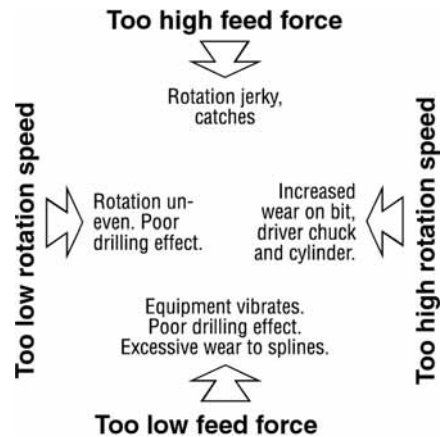 Too high feed force
Rotation jerky,
catches
Too low rotation speed
Rotation un-
even. Poor
drilling effect.
Increased
wear on bit,
driver chuck
and cylinder.
Too high rotation speed
Equipment vibrates.
Poor drilling effect.
Excessive wear to splines.
Too low feed force